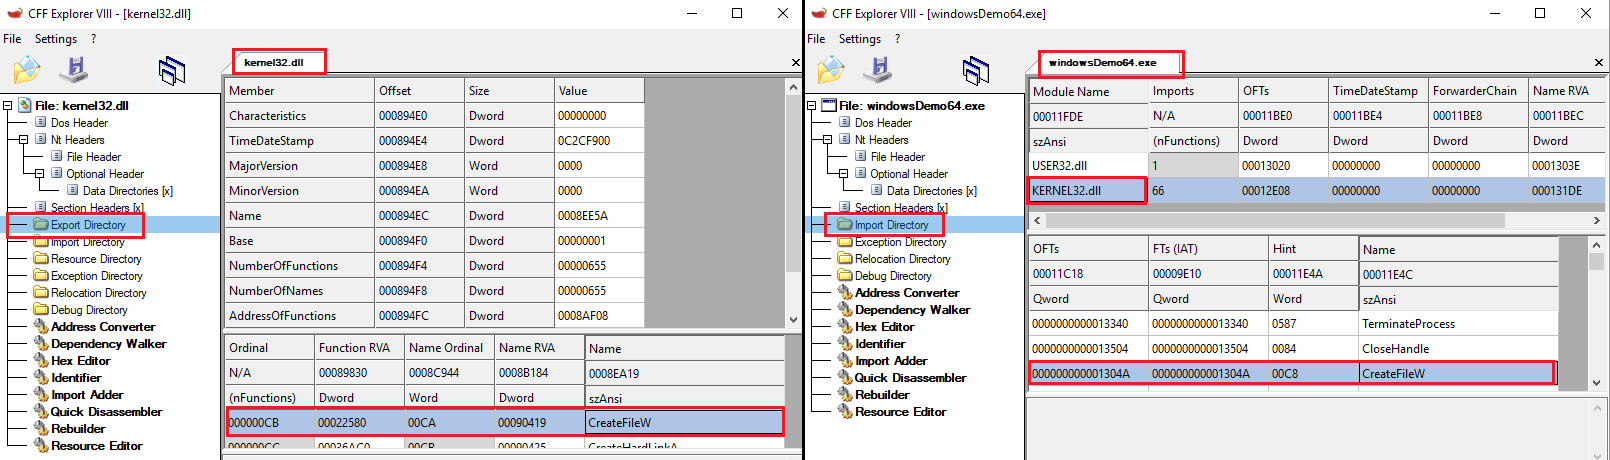 CFF Explorer VIII - [kernel32.dll]
File Settings ?
kernel32.dll
File: kernel32.dll
Dos Header
Nt Headers
File Header
Optional Header
Data Directories [x]
Section Headers [x]
Export Directory
Import Directory
Resource Directory
Exception Directory
Relocation Directory
Debug Directory
Address Converter
Dependency Walker
Hex Editor
Identifier
Import Adder
Quick Disassembler
Rebuilder
Resource Editor
Member Offset Size Value
Characteristics 000894E0 Dword 00000000
TimeDateStamp 000894E4 Dword 0C2CF900
MajorVersion 000894E8 Word 0000
MinorVersion 000894EA Word 0000
Name 000894EC Dword 0008EE5A
Base 000894F0 Dword 00000001
NumberOfFunctions 000894F4 Dword 00000655
NumberOfNames 000894F8 Dword 00000655
AddressOfFunctions 000894FC Dword 0008AF08
Ordinal Function RVA Name Ordinal Name RVA Name
N/A 00089830 0008C944 0008B184 0008EA19
(nFunctions) Dword Word Dword szAnsi
000000CB 00022580 00CA 00090419 CreateFileW
000000CC 00036AC0 00CB 00090425 CreateHardLinkA
CFF Explorer VIII - [windowsDemo64.exe]
File Settings ?
windowsDemo64.exe
File: windowsDemo64.exe
Dos Header
Nt Headers
File Header
Optional Header
Data Directories [x]
Section Headers [x]
Import Directory
Exception Directory
Relocation Directory
Debug Directory
Address Converter
Dependency Walker
Hex Editor
Identifier
Import Adder
Quick Disassembler
Rebuilder
Resource Editor
Module Name Imports OFTs TimeDateStamp ForwarderChain Name RVA
00011FDE N/A 00011BE0 00011BE4 00011BE8 00011BEC
szAnsi (nFunctions) Dword Dword Dword Dword
USER32.dll 1 00013020 00000000 00000000 0001303E
KERNEL32.dll 66 00012E08 00000000 00000000 000131DE
OFTs FTs (IAT) Hint Name
00011C18 00009E10 00011E4A 00011E4C
Qword Qword Word szAnsi
0000000000013340 0000000000013340 0587 TerminateProcess
0000000000013504 0000000000013504 0084 CloseHandle
000000000001304A 000000000001304A 00C8 CreateFileW